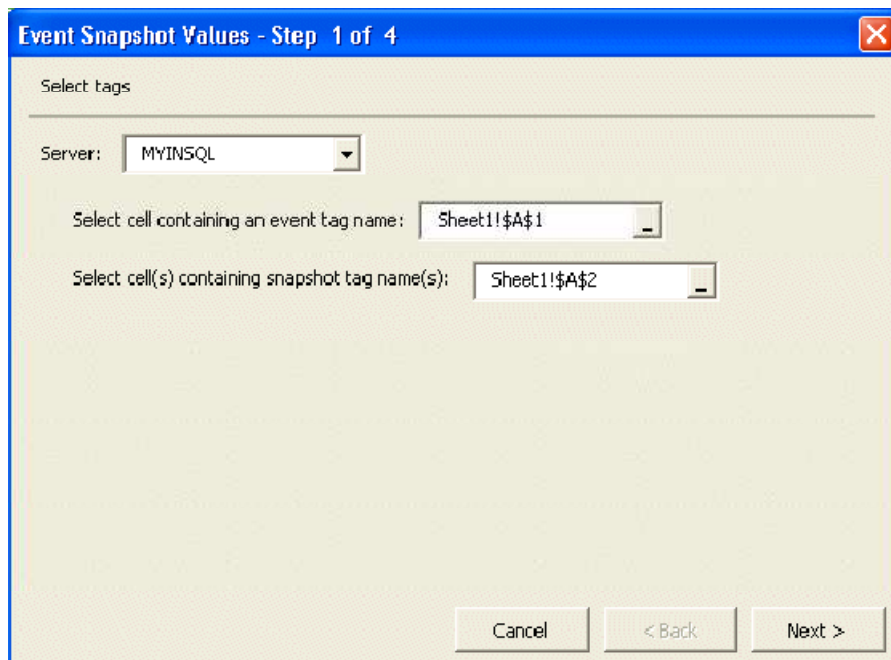 Event Snapshot Values - Step 1 of 4
Select tags
Server: MYINSQL
Select cell containing an event tag name: Sheet1!$A$1 _
Select cell(s) containing snapshot tag name(s): Sheet1!$A$2 _
Cancel < Back Next >